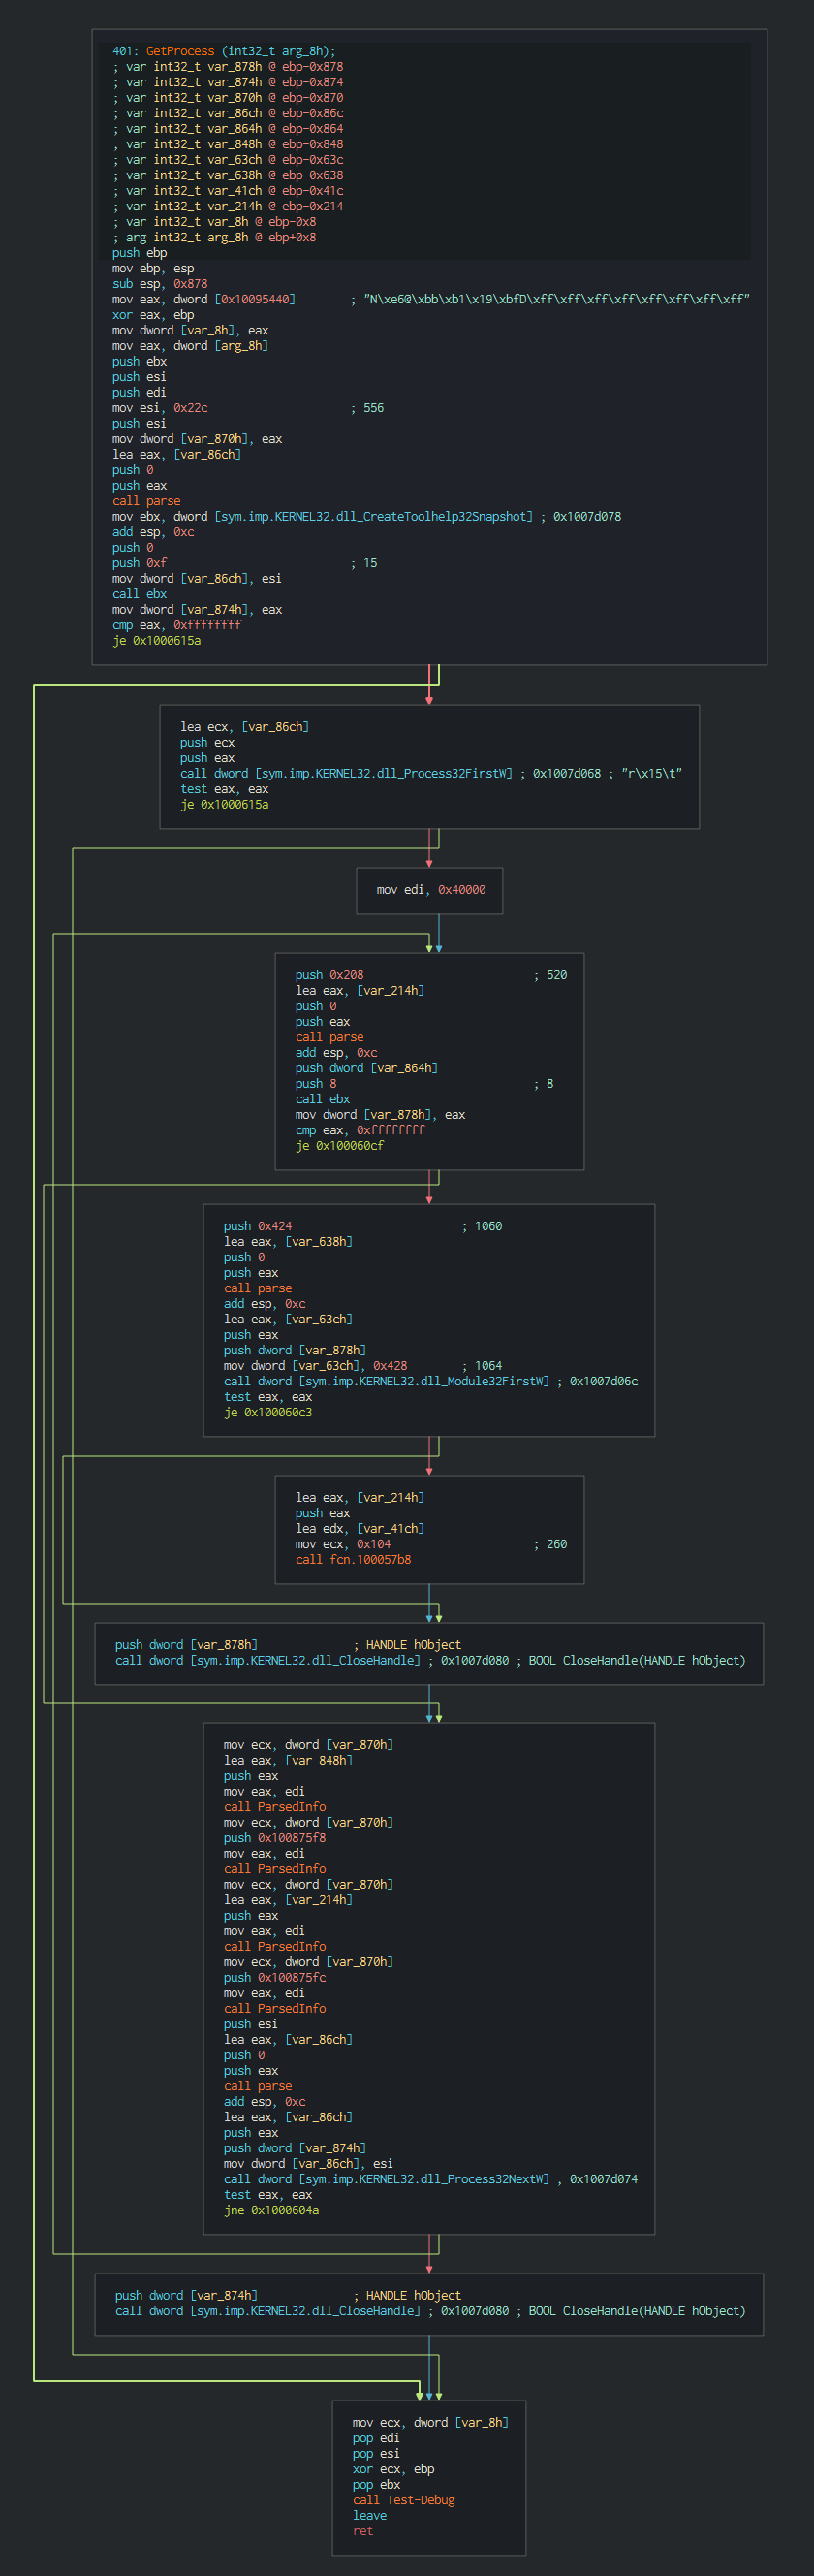 401: GetProcess (int32_t arg_8h);
; var int32_t var_878h @ ebp-0x878
; var int32_t var_874h @ ebp-0x874
; var int32_t var_870h @ ebp-0x870
; var int32_t var_86ch @ ebp-0x86c
; var int32_t var_864h @ ebp-0x864
; var int32_t var_848h @ ebp-0x848
; var int32_t var_63ch @ ebp-0x63c
; var int32_t var_638h @ ebp-0x638
; var int32_t var_41ch @ ebp-0x41c
; var int32_t var_214h @ ebp-0x214
; var int32_t var_8h @ ebp-0x8
; arg int32_t arg_8h @ ebp+0x8
push ebp
mov ebp, esp
sub esp, 0x878
mov eax, dword [0x10095440] ; "N\xe6@\xbb\xb1\x19\xbfD\xff\xff\xff\xff\xff\xff\xff\xff"
xor eax, ebp
mov dword [var_8h], eax
mov eax, dword [arg_8h]
push ebx
push esi
push edi
mov esi, 0x22c ; 556
push esi
mov dword [var_870h], eax
lea eax, [var_86ch]
push 0
push eax
call parse
mov ebx, dword [sym.imp.KERNEL32.dll_CreateToolhelp32Snapshot] ; 0x1007d078
add esp, 0xc
push 0
push 0xf ; 15
mov dword [var_86ch], esi
call ebx
mov dword [var_874h], eax
cmp eax, 0xffffffff
je 0x1000615a
lea ecx, [var_86ch]
push ecx
push eax
call dword [sym.imp.KERNEL32.dll_Process32FirstW] ; 0x1007d068 ; "r\x15\t"
test eax, eax
je 0x1000615a
mov edi, 0x40000
push 0x208 ; 520
lea eax, [var_214h]
push 0
push eax
call parse
add esp, 0xc
push dword [var_864h]
push 8 ; 8
call ebx
mov dword [var_878h], eax
cmp eax, 0xffffffff
je 0x100060cf
push 0x424 ; 1060
lea eax, [var_638h]
push 0
push eax
call parse
add esp, 0xc
lea eax, [var_63ch]
push eax
push dword [var_878h]
mov dword [var_63ch], 0x428 ; 1064
call dword [sym.imp.KERNEL32.dll_Module32FirstW] ; 0x1007d06c
test eax, eax
je 0x100060c3
lea eax, [var_214h]
push eax
lea edx, [var_41ch]
mov ecx, 0x104 ; 260
call fcn.100057b8
push dword [var_878h] ; HANDLE hObject
call dword [sym.imp.KERNEL32.dll_CloseHandle] ; 0x1007d080 ; BOOL CloseHandle(HANDLE hObject)
mov ecx, dword [var_870h]
lea eax, [var_848h]
push eax
mov eax, edi
call ParsedInfo
mov ecx, dword [var_870h]
push 0x100875f8
mov eax, edi
call ParsedInfo
mov ecx, dword [var_870h]
lea eax, [var_214h]
push eax
mov eax, edi
call ParsedInfo
mov ecx, dword [var_870h]
push 0x100875fc
mov eax, edi
call ParsedInfo
push esi
lea eax, [var_86ch]
push 0
push eax
call parse
add esp, 0xc
lea eax, [var_86ch]
push eax
push dword [var_874h]
mov dword [var_86ch], esi
call dword [sym.imp.KERNEL32.dll_Process32NextW] ; 0x1007d074
test eax, eax
jne 0x1000604a
push dword [var_874h] ; HANDLE hObject
call dword [sym.imp.KERNEL32.dll_CloseHandle] ; 0x1007d080 ; BOOL CloseHandle(HANDLE hObject)
mov ecx, dword [var_8h]
pop edi
pop esi
xor ecx, ebp
pop ebx
call Test-Debug
leave
ret